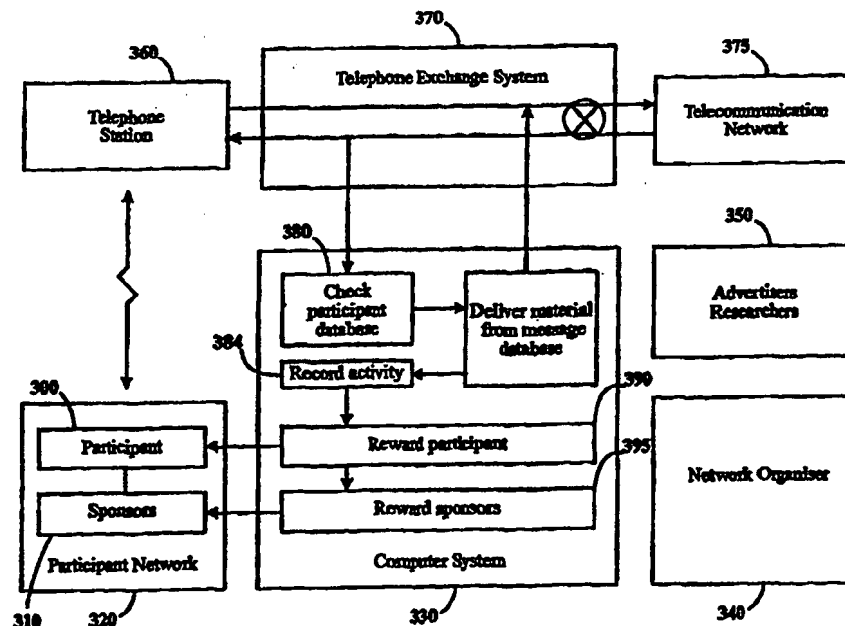 370
360
375
Telephone Exchange System
Telephone
Station
Telecommunication
Network
380
350
Check
participant
database
Deliver material
from message
database
Advertisers
Researchers
384
Record activity
300
390
Participant
Reward participant
395
Network Organiser
Sponsors
Reward sponsors
Participant Network
Computer System
310
320
330
340